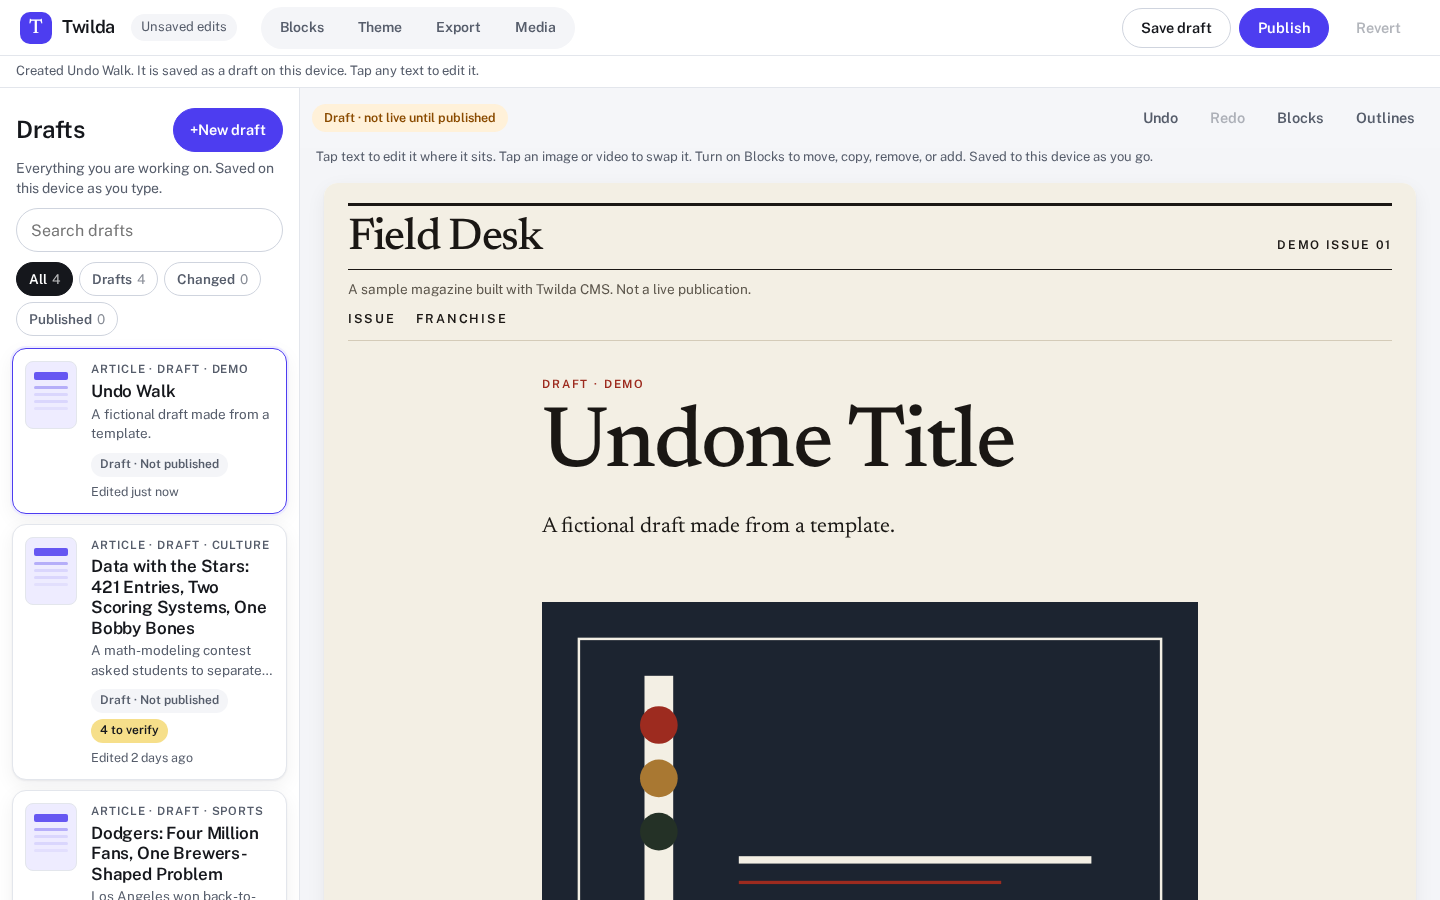 T Twilda Unsaved edits Blocks Theme Export Media Save draft Publish Revert
Created Undo Walk. It is saved as a draft on this device. Tap any text to edit it.
Drafts +New draft
Everything you are working on. Saved on
this device as you type.
Search drafts
All 4 Drafts 4 Changed 0
Published 0
ARTICLE · DRAFT · DEMO
Undo Walk
A fictional draft made from a
template.
Draft · Not published
Edited just now
ARTICLE · DRAFT · CULTURE
Data with the Stars:
421 Entries, Two
Scoring Systems, One
Bobby Bones
A math-modeling contest
asked students to separate...
Draft · Not published
4 to verify
Edited 2 days ago
ARTICLE · DRAFT · SPORTS
Dodgers: Four Million
Fans, One Brewers-
Shaped Problem
Los Angeles won back-to-
Draft · not live until published Undo Redo Blocks Outlines
Tap text to edit it where it sits. Tap an image or video to swap it. Turn on Blocks to move, copy, remove, or add. Saved to this device as you go.
Field Desk DEMO ISSUE 01
A sample magazine built with Twilda CMS. Not a live publication.
ISSUE FRANCHISE
DRAFT · DEMO
Undone Title
A fictional draft made from a template.